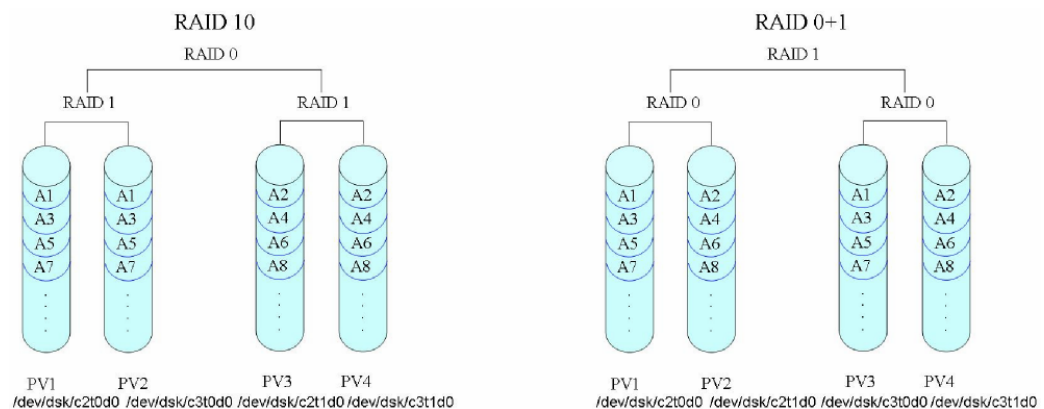 RAID 10
RAID 0
RAID 1 RAID 1
A1 A1 A2 A2
A3 A3 A4 A4
A5 A5 A6 A6
A7 A7 A8 A8
PV1 PV2 PV3 PV4
/dev/dsk/c2t0d0 /dev/dsk/c3t0d0 /dev/dsk/c2t1d0 /dev/dsk/c3t1d0
RAID 0+1
RAID 1
RAID 0 RAID 0
A1 A2 A1 A2
A3 A4 A3 A4
A5 A6 A5 A6
A7 A8 A7 A8
PV1 PV2 PV3 PV4
/dev/dsk/c2t0d0 /dev/dsk/c2t1d0 /dev/dsk/c3t0d0 /dev/dsk/c3t1d0